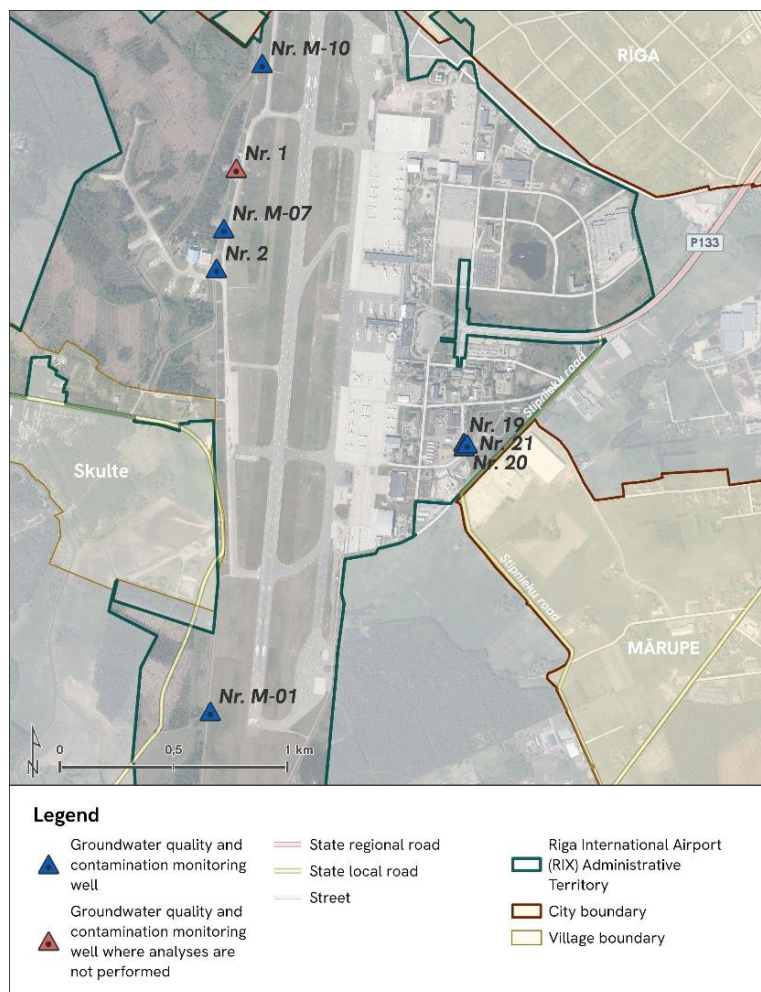 Nr. M-10
RĪGA
Nr. 1
Nr. M-07
P133
Nr. 2
Stipnieku road
Nr. 19
Nr. 21
Nr. 20
Skulte
Stipnieku road
MĀRUPE
Nr. M-01
N
0
0,5
1 km
Legend
Groundwater quality and
contamination monitoring
well
Groundwater quality and
contamination monitoring
well where analyses are
not performed
State regional road
State local road
Street
Riga International Airport
(RIX) Administrative
Territory
City boundary
Village boundary